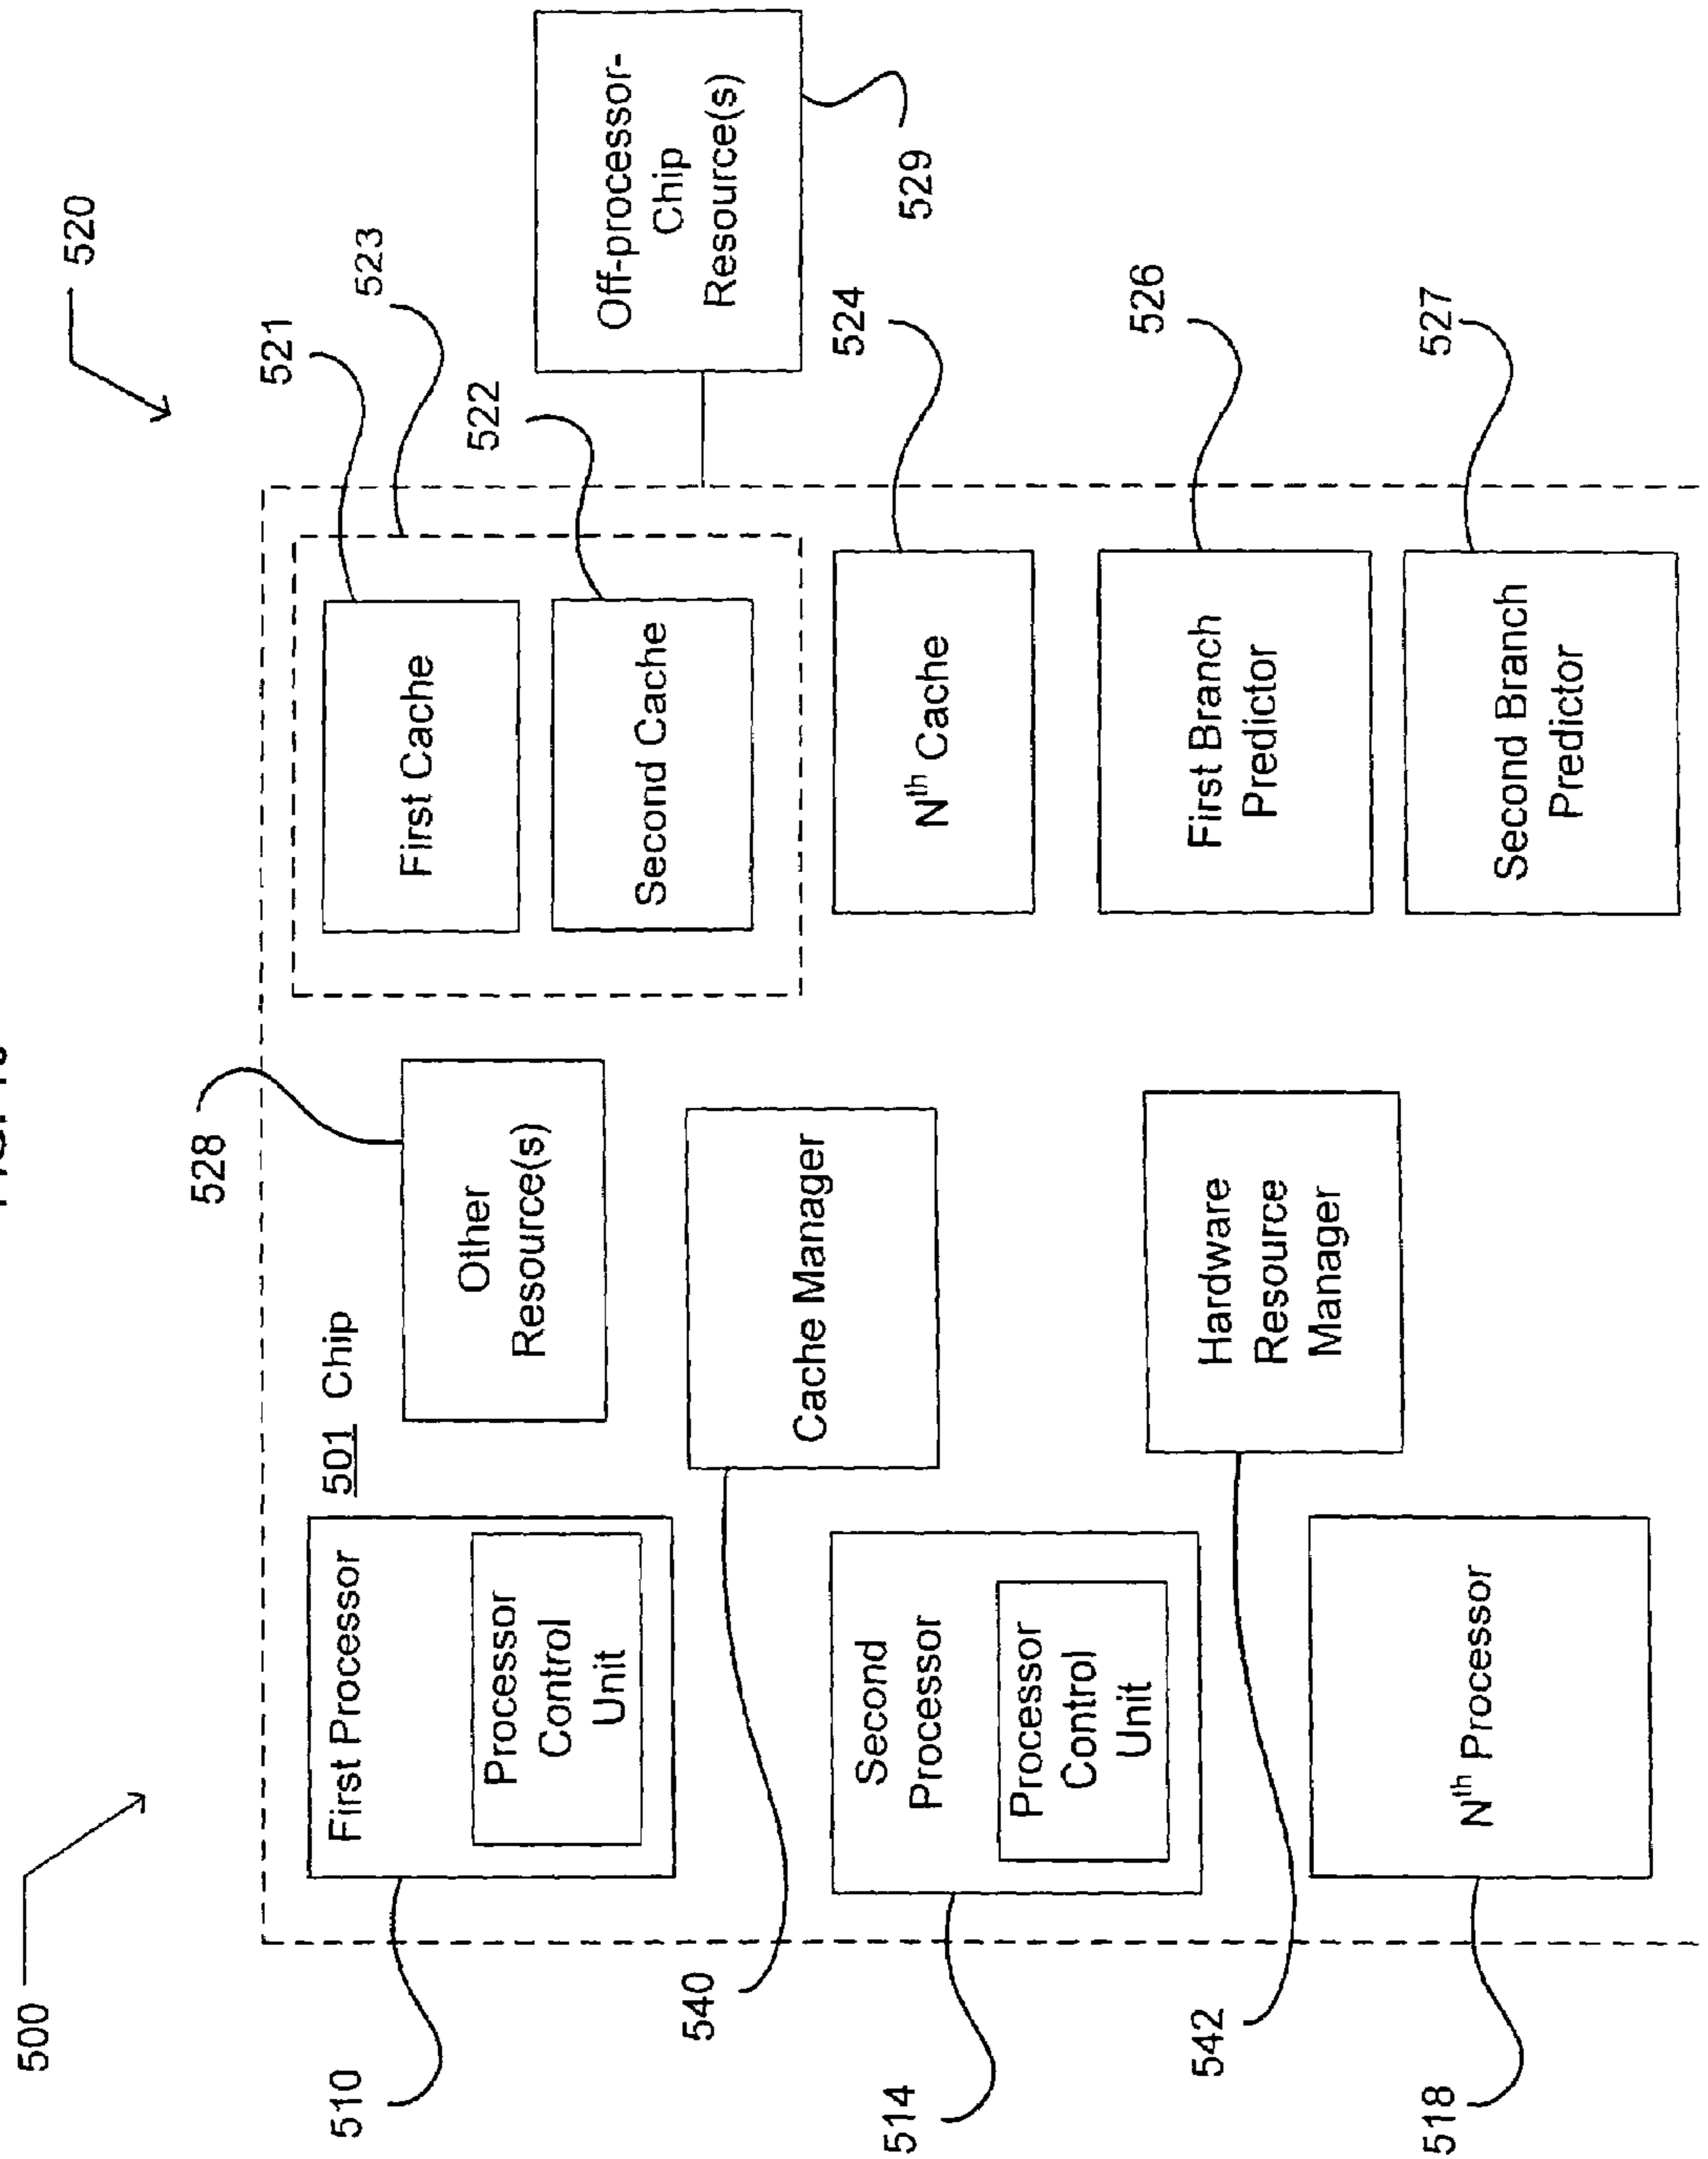 500
520
528
521
510
501 Chip
523
First Processor
Processor
Control
Unit
Other
Resource(s)
First Cache
522
Second Cache
Off-processor-
Chip
Resource(s)
529
540
Cache Manager
524
Nth Cache
514
Second
Processor
Processor
Control
Unit
526
First Branch
Predictor
542
Hardware
Resource
Manager
527
Second Branch
Predictor
518
Nth Processor